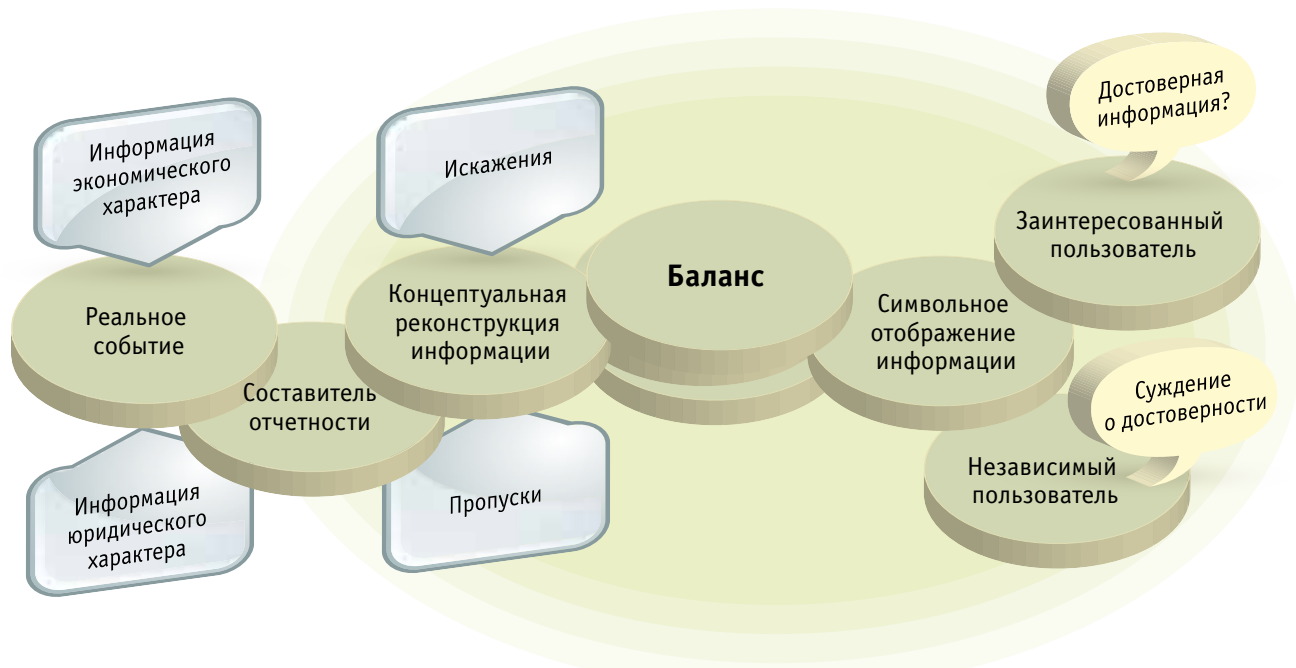 Информация
экономического
характера
Реальное
событие
Информация
юридического
характера
Составитель
отчетности
Искажения
Концептуальная
реконструкция
информации
Пропуски
Баланс
Символьное
отображение
информации
Достоверная
информация?
Заинтересованный
пользователь
Суждение
о достоверности
Независимый
пользователь